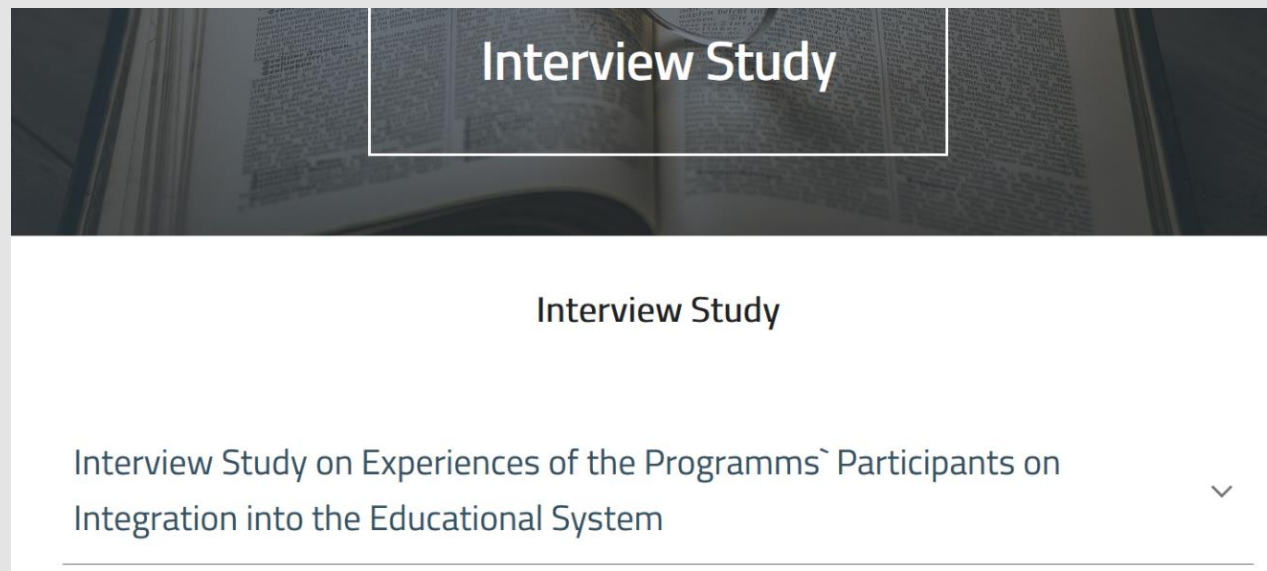 Interview Study
Interview Study
Interview Study on Experiences of the Programms` Participants on
Integration into the Educational System